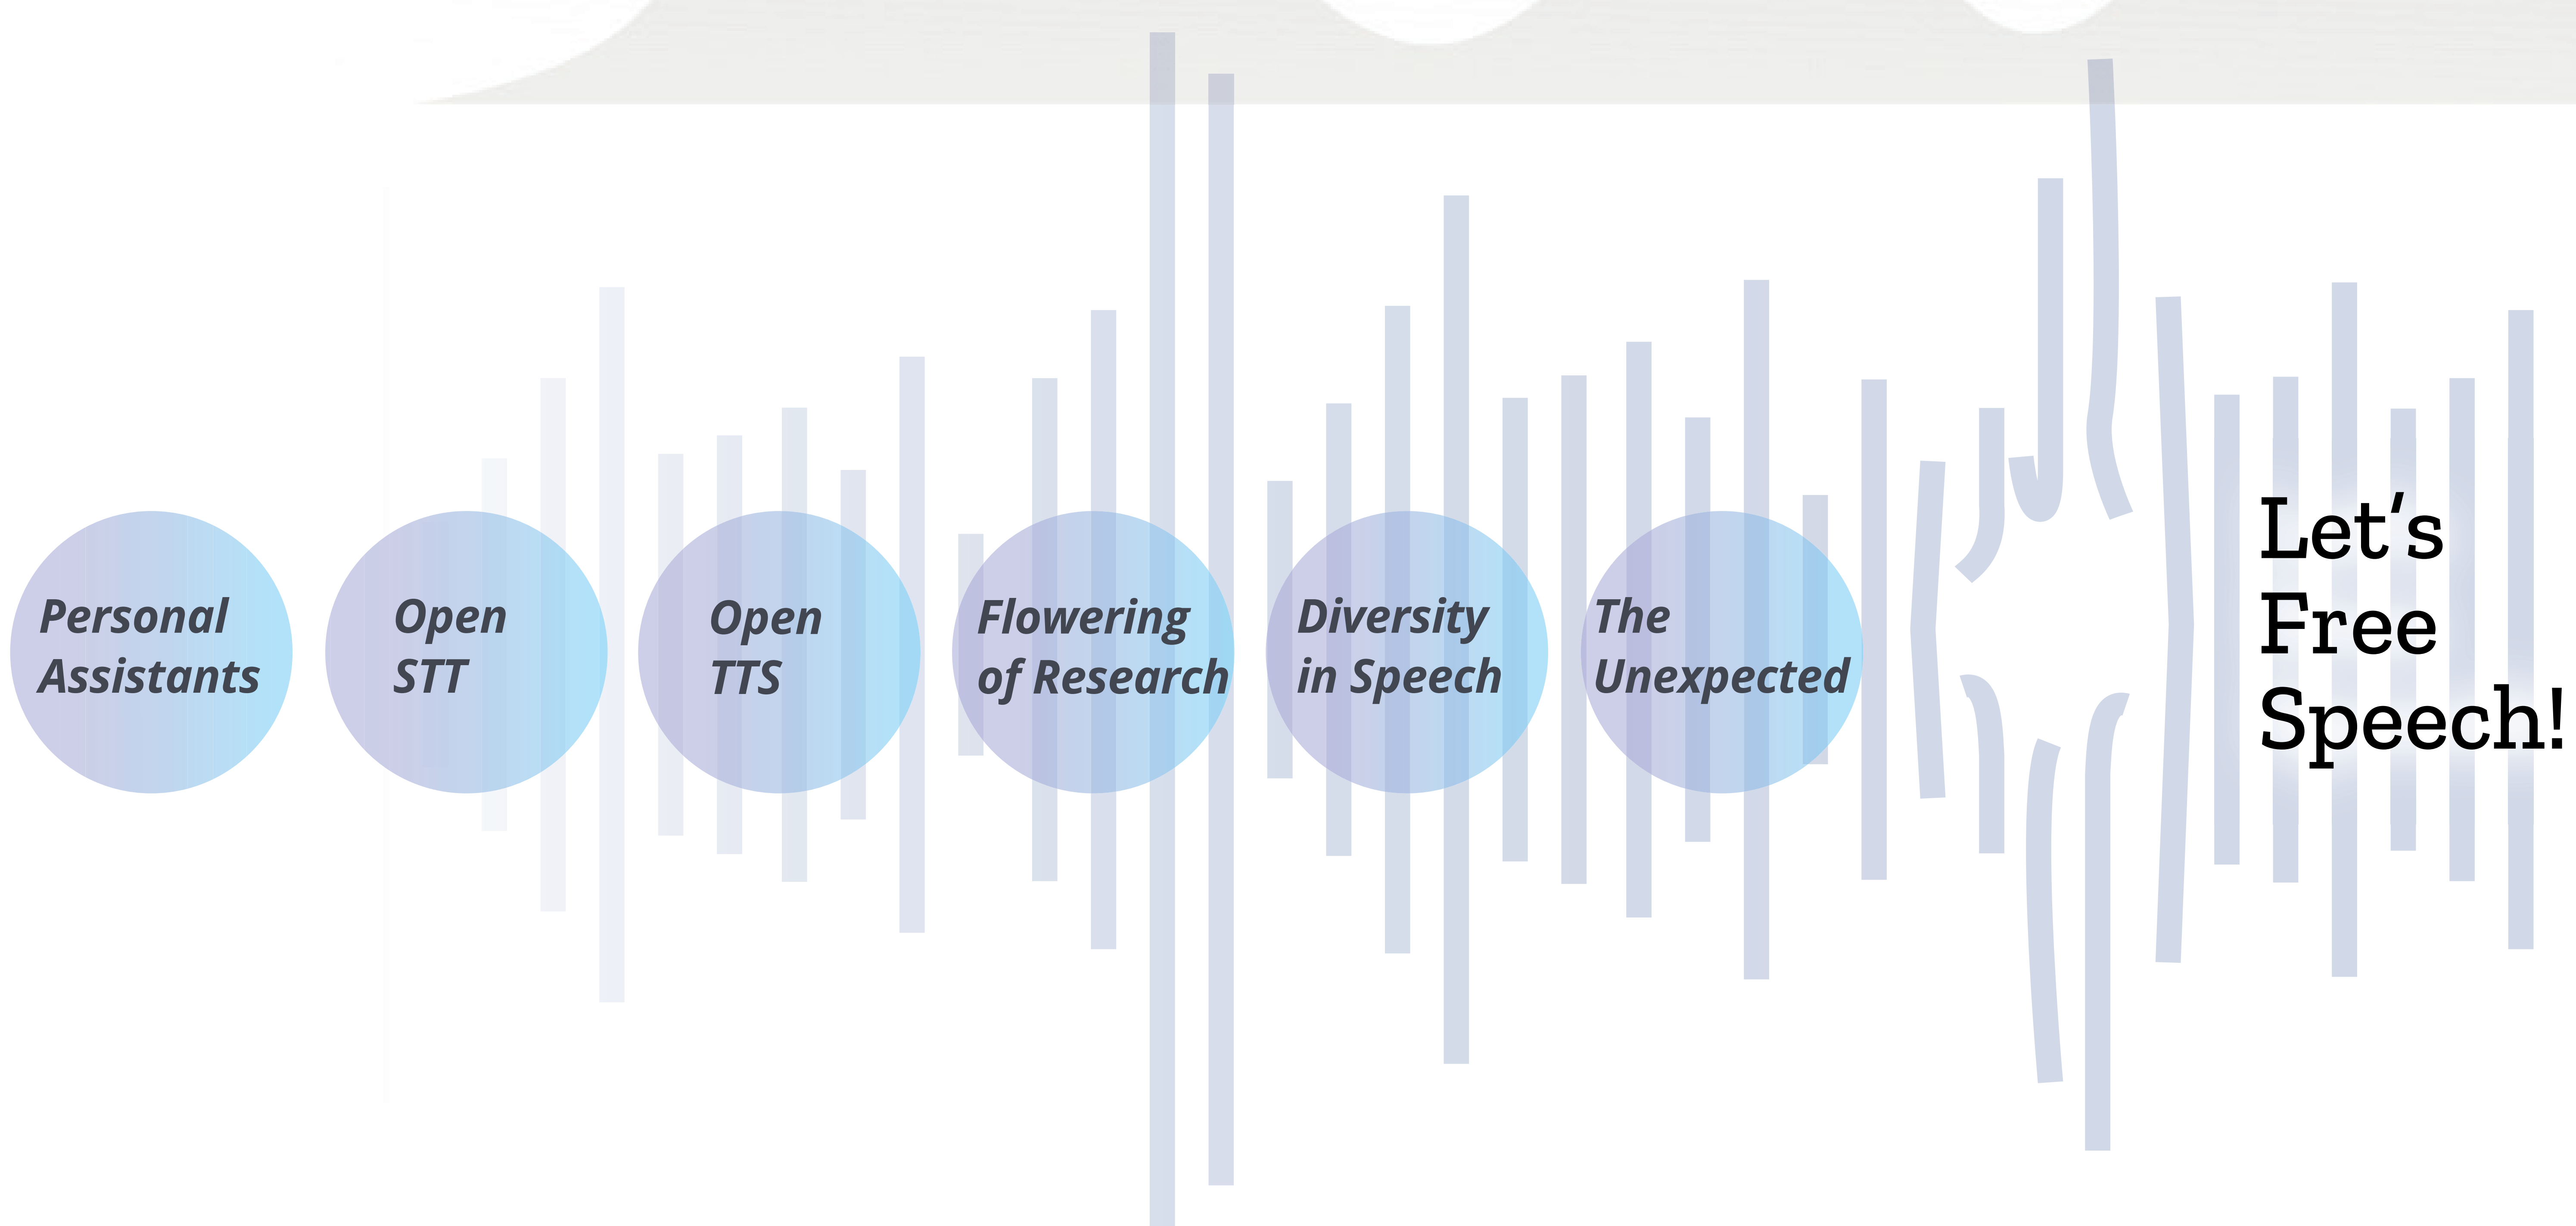 Personal
Assistants
Open
STT
Open
TTS
Flowering
of Research
Diversity
in Speech
The
Unexpected
Let’s
Free
Speech!